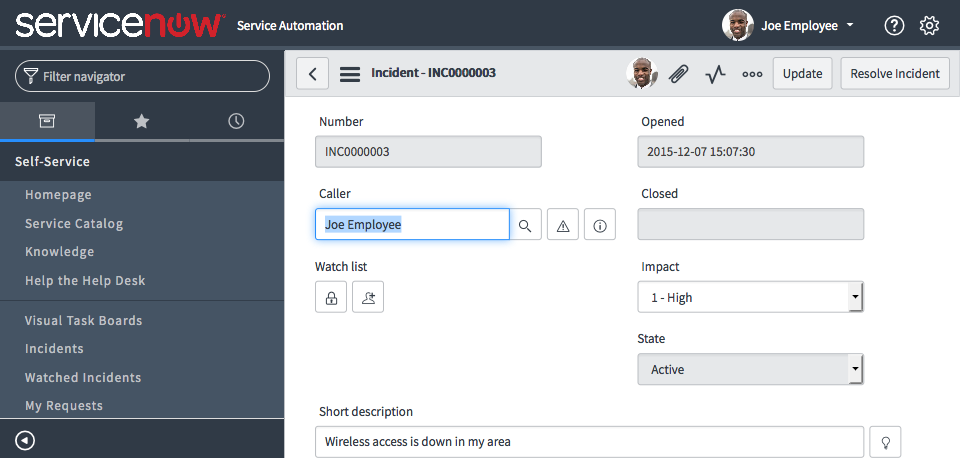 servicenow Service Automation Joe Employee
Filter navigator
Incident - INC0000003 Update Resolve Incident
Self-Service
Homepage
Service Catalog
Knowledge
Help the Help Desk
Visual Task Boards
Incidents
Watched Incidents
My Requests
Number Opened
INC0000003 2015-12-07 15:07:30
Caller Closed
Joe Employee
Watch list Impact
1 - High
State
Active
Short description
Wireless access is down in my area